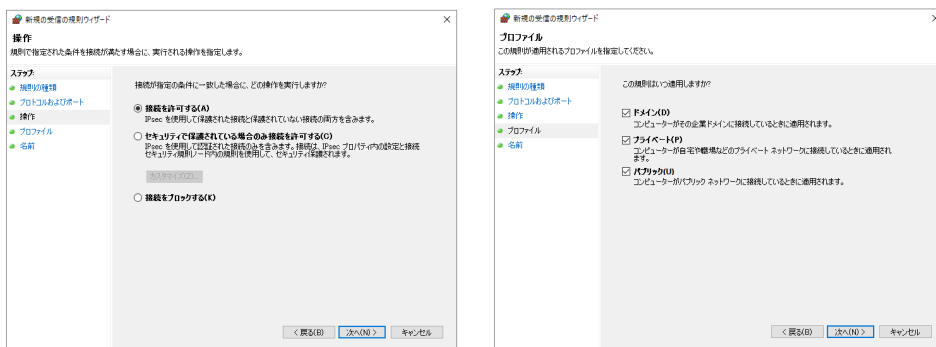 新規の受信の規則ウィザード
操作
規則で指定された条件を接続が満たす場合に、実行される操作を指定します。
ステップ:
規則の種類
プロトコルおよびポート
操作
プロファイル
名前
接続が指定の条件に一致した場合に、どの操作を実行しますか?
接続を許可する(A)
IPsec を使用して保護された接続と保護されていない接続の両方を含みます。
セキュリティで保護されている場合のみ接続を許可する(C)
IPsec を使用して認証された接続のみを含みます。接続は、IPsec プロパティ内の設定と接続
セキュリティ規則ノード内の規則を使用して、セキュリティ保護されます。
カスタマイズ(Z)...
接続をブロックする(K)
< 戻る(B)
次へ(N) >
キャンセル
新規の受信の規則ウィザード
プロファイル
この規則が適用されるプロファイルを指定してください。
ステップ:
規則の種類
プロトコルおよびポート
操作
プロファイル
名前
この規則はいつ適用しますか?
ドメイン(D)
コンピューターがその企業ドメインに接続しているときに適用されます。
プライベート(P)
コンピューターが自宅や職場などのプライベート ネットワークに接続しているときに適用され
ます。
パブリック(U)
コンピューターがパブリック ネットワークに接続しているときに適用されます。
< 戻る(B)
次へ(N) >
キャンセル